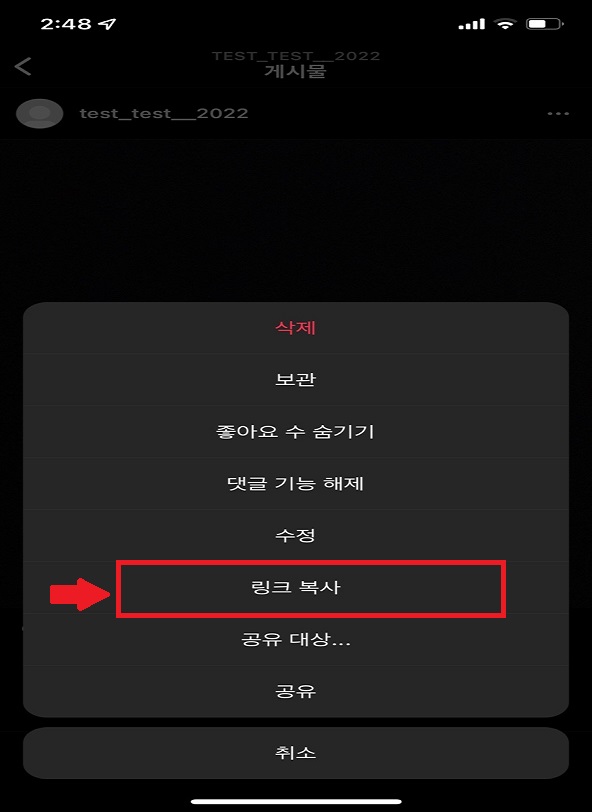 2:48
TEST_TEST__2022
게시물
test_test__2022
삭제
보관
좋아요 수 숨기기
댓글 기능 해제
수정
링크 복사
공유 대상...
공유
취소